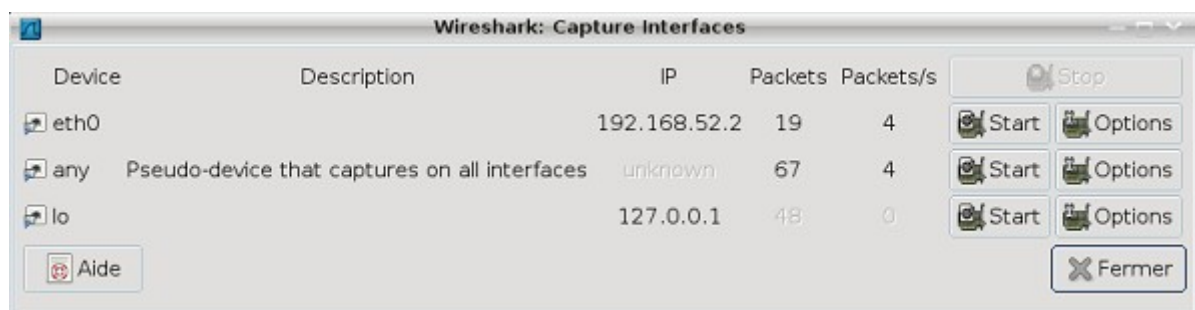 Wireshark: Capture Interfaces
Device Description IP Packets Packets/s Stop
eth0 192.168.52.2 19 4 Start Options
any Pseudo-device that captures on all interfaces unknown 67 4 Start Options
lo 127.0.0.1 48 0 Start Options
Aide Fermer